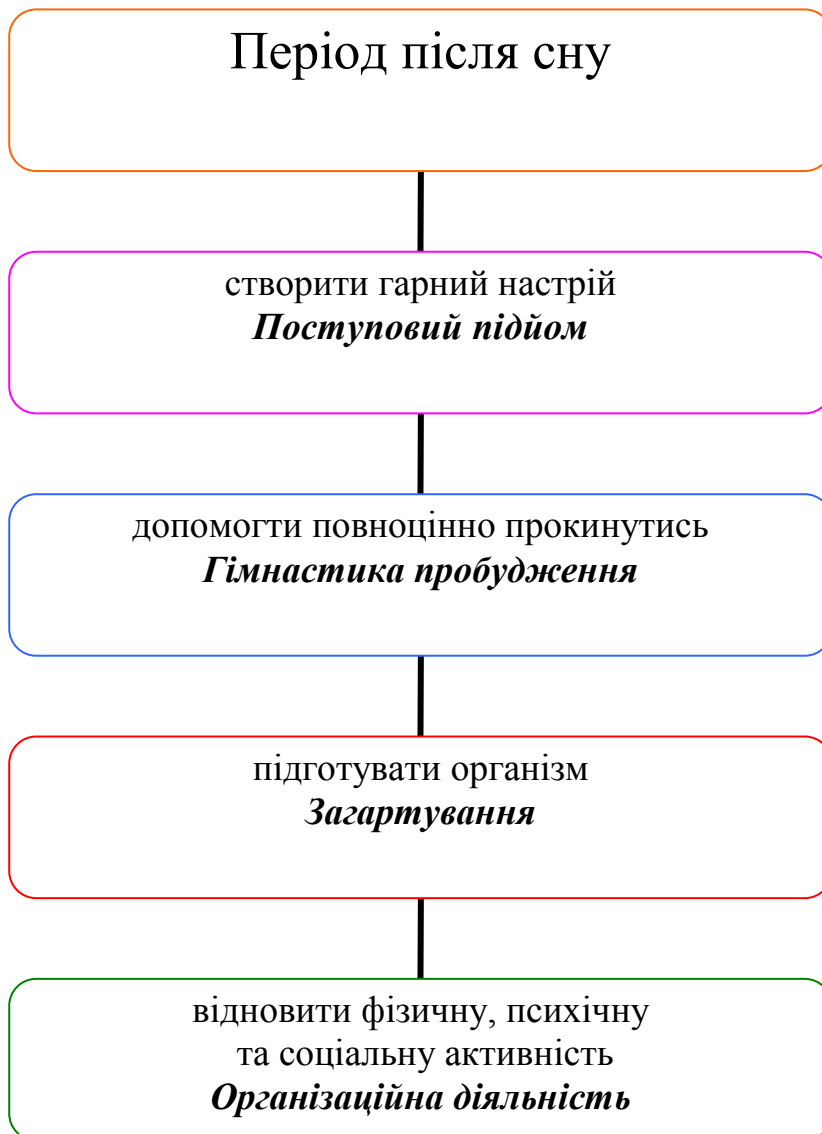 Період після сну
створити гарний настрій
Поступовий підйом
допомогти повноцінно прокинутись
Гімнастика пробудження
підготувати організм
Загартування
відновити фізичну, психічну
та соціальну активність
Організаційна діяльність